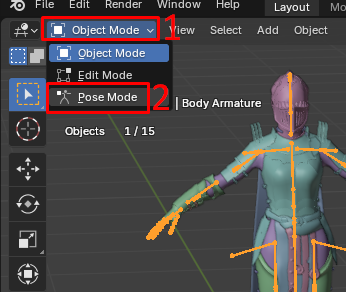 File Edit Render Window Help Layout
Object Mode 1 View Select Add Object
Object Mode
Edit Mode
Pose Mode 2
| Body Armature
Objects 1 / 15